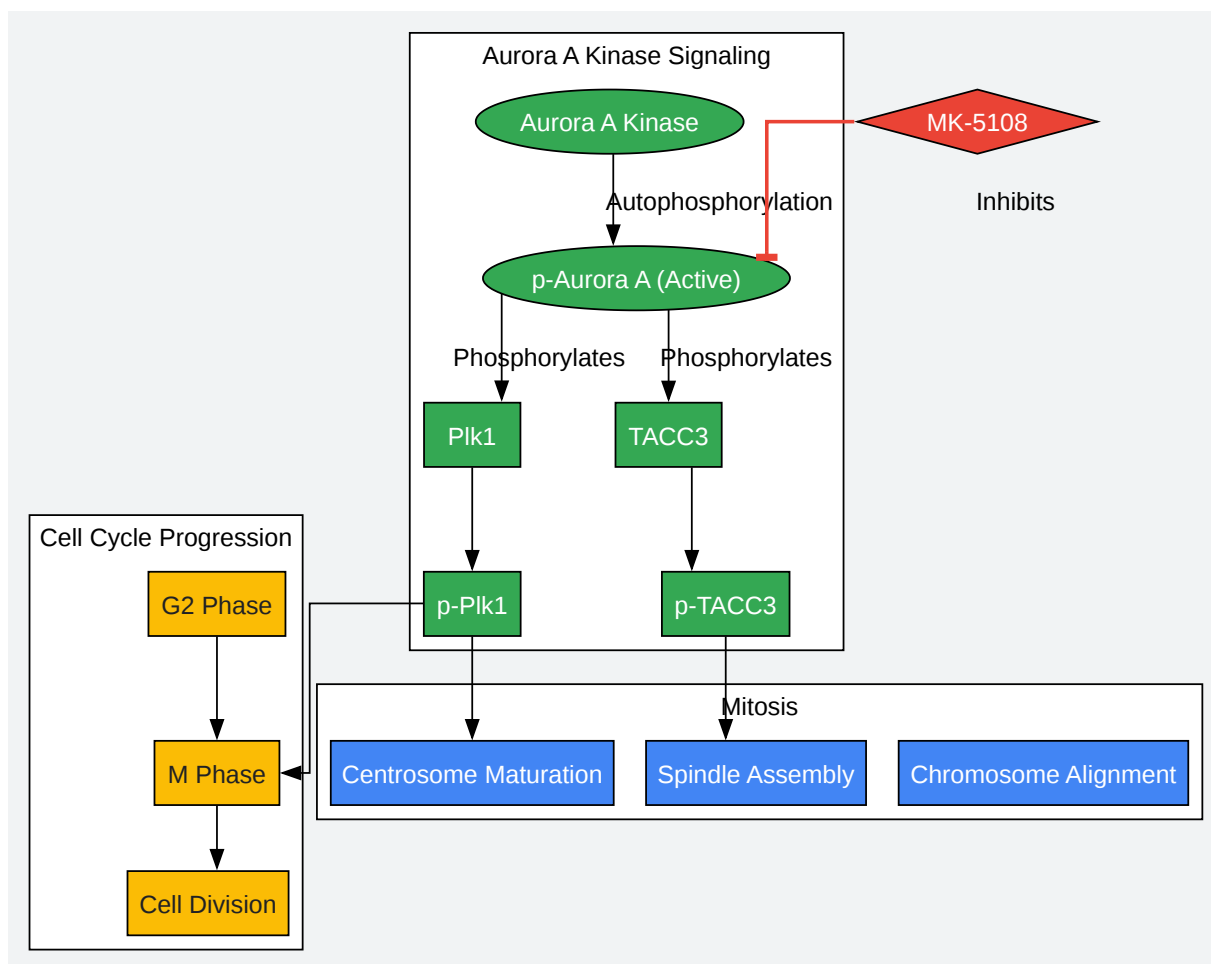 Aurora A Kinase Signaling
Aurora A Kinase
MK-5108
Autophosphorylation
Inhibits
p-Aurora A (Active)
Phosphorylates
Phosphorylates
Plk1
TACC3
Cell Cycle Progression
G2 Phase
p-Plk1
p-TACC3
Mitosis
M Phase
Centrosome Maturation
Spindle Assembly
Chromosome Alignment
Cell Division